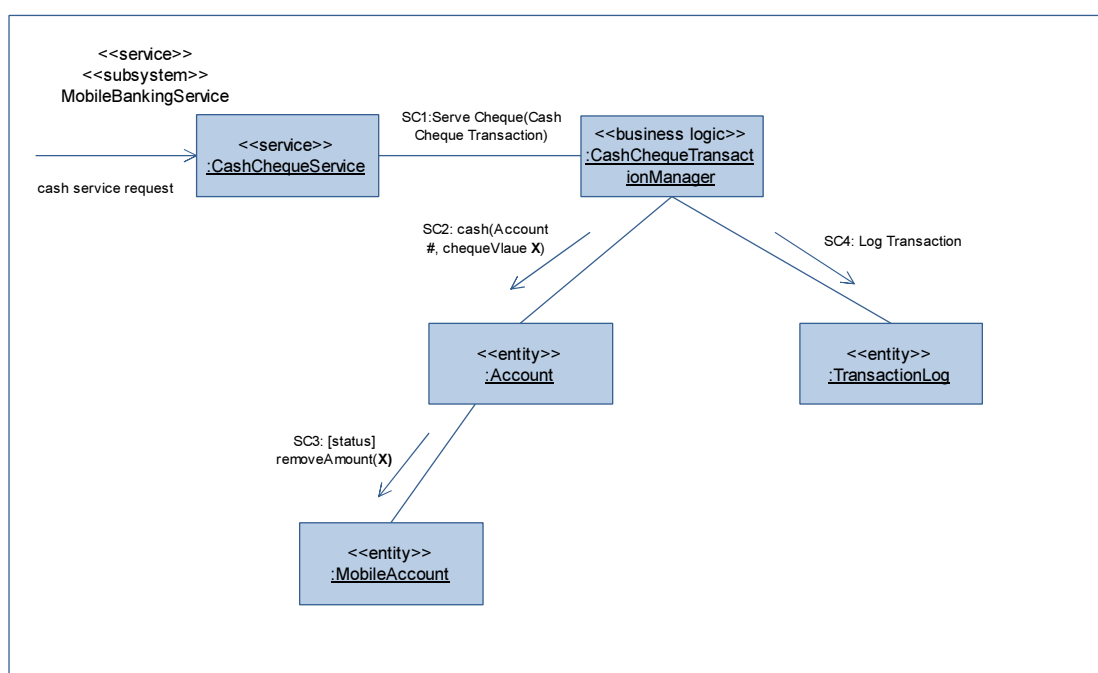 <<service>>
<<subsystem>>
MobileBankingService
SC1:Serve Cheque(Cash
Cheque Transaction)
<<service>>
:CashChequeService
<<business logic>>
:CashChequeTransact
ionManager
cash service request
SC2: cash(Account
#, chequeVlaue X)
SC4: Log Transaction
<<entity>>
:Account
<<entity>>
:TransactionLog
SC3: [status]
removeAmount(X)
<<entity>>
:MobileAccount